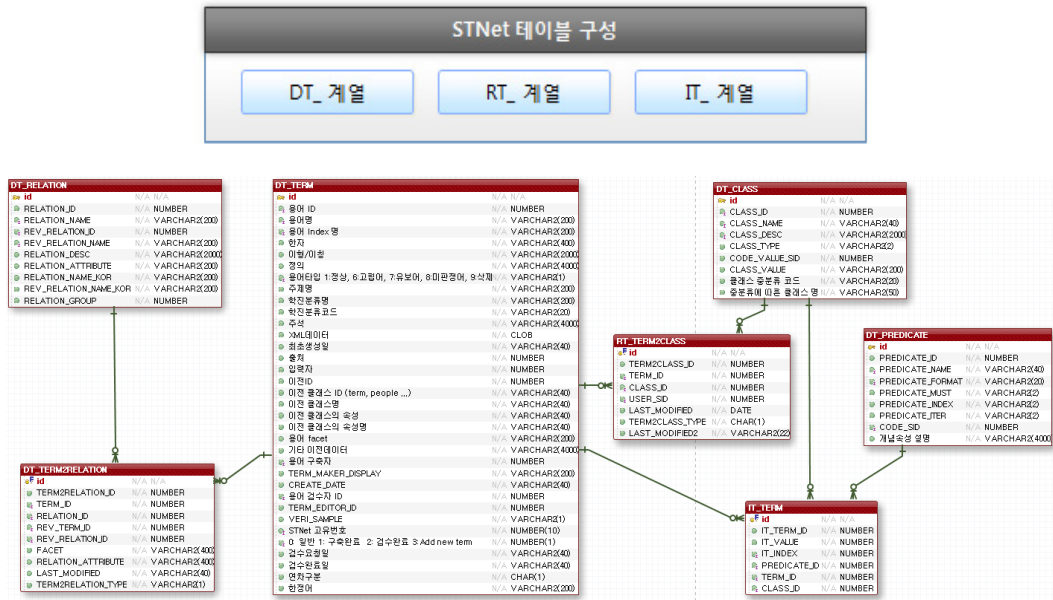 STNet 테이블 구성
DT_ 계열
RT_ 계열
IT_ 계열
DT_RELATION
id N/A N/A
RELATION_ID N/A NUMBER
RELATION_NAME N/A VARCHAR2(200)
REV_RELATION_ID N/A NUMBER
REV_RELATION_NAME N/A VARCHAR2(200)
RELATION_DESC N/A VARCHAR2(2000)
RELATION_ATTRIBUTE N/A VARCHAR2(200)
RELATION_NAME_KOR N/A VARCHAR2(200)
REV_RELATION_NAME_KOR N/A VARCHAR2(200)
RELATION_GROUP N/A NUMBER
DT_TERM2RELATION
id N/A N/A
TERM2RELATION_ID N/A NUMBER
TERM_ID N/A NUMBER
RELATION_ID N/A NUMBER
REV_TERM_ID N/A NUMBER
REV_RELATION_ID N/A NUMBER
FACET N/A VARCHAR2(400)
RELATION_ATTRIBUTE N/A VARCHAR2(400)
LAST_MODIFIED N/A VARCHAR2(40)
TERM2RELATION_TYPE N/A VARCHAR2(1)
DT_TERM
id N/A N/A
용어 ID N/A NUMBER
용어명 N/A VARCHAR2(200)
용어 Index 명 N/A VARCHAR2(200)
한자 N/A VARCHAR2(400)
이형/이칭 N/A VARCHAR2(2000)
정의 N/A VARCHAR2(4000)
용어타입 1:정상, 6:고립어, 7:유보어, 8:미판정어, 9:삭제 N/A VARCHAR2(1)
주제명 N/A VARCHAR2(200)
학진분류명 N/A VARCHAR2(200)
학진분류코드 N/A VARCHAR2(20)
주석 N/A VARCHAR2(4000)
XML데이터 N/A CLOB
최초생성일 N/A VARCHAR2(40)
출처 N/A NUMBER
입력자 N/A NUMBER
이전ID N/A NUMBER
이전 클래스 ID (term, people ,,,) N/A VARCHAR2(40)
이전 클래스명 N/A VARCHAR2(40)
이전 클래스의 속성 N/A VARCHAR2(40)
이전 클래스의 속성명 N/A VARCHAR2(40)
용어 facet N/A VARCHAR2(200)
기타 이전데이터 N/A VARCHAR2(4000)
용어 구축자 N/A NUMBER
TERM_MAKER_DISPLAY N/A VARCHAR2(200)
CREATE_DATE N/A VARCHAR2(40)
용어 검수자 ID N/A NUMBER
TERM_EDITOR_ID N/A NUMBER
VERI_SAMPLE N/A VARCHAR2(1)
STNet 고유번호 N/A NUMBER(10)
0 일반 1: 구축완료 2: 검수완료 3:Add new term N/A NUMBER(1)
검수요청일 N/A VARCHAR2(40)
검수완료일 N/A VARCHAR2(40)
연차구분 N/A CHAR(1)
한정어 N/A VARCHAR2(200)
DT_CLASS
id N/A N/A
CLASS_ID N/A NUMBER
CLASS_NAME N/A VARCHAR2(40)
CLASS_DESC N/A VARCHAR2(2000)
CLASS_TYPE N/A VARCHAR2(2)
CODE_VALUE_SID N/A NUMBER
CLASS_VALUE N/A VARCHAR2(200)
클래스 중분류 코드 N/A VARCHAR2(20)
중분류에 따른 클래스 명 N/A VARCHAR2(50)
RT_TERM2CLASS
id N/A N/A
TERM2CLASS_ID N/A NUMBER
TERM_ID N/A NUMBER
CLASS_ID N/A NUMBER
USER_SID N/A NUMBER
LAST_MODIFIED N/A DATE
TERM2CLASS_TYPE N/A CHAR(1)
LAST_MODIFIED2 N/A VARCHAR2(22)
DT_PREDICATE
id N/A N/A
PREDICATE_ID N/A NUMBER
PREDICATE_NAME N/A VARCHAR2(40)
PREDICATE_FORMAT N/A VARCHAR2(20)
PREDICATE_MUST N/A VARCHAR2(2)
PREDICATE_INDEX N/A VARCHAR2(2)
PREDICATE_ITER N/A VARCHAR2(2)
CODE_SID N/A NUMBER
개념속성 설명 N/A VARCHAR2(4000)
IT_TERM
id N/A N/A
IT_TERM_ID N/A NUMBER
IT_VALUE N/A NUMBER
IT_INDEX N/A NUMBER
PREDICATE_ID N/A NUMBER
TERM_ID N/A NUMBER
CLASS_ID N/A NUMBER